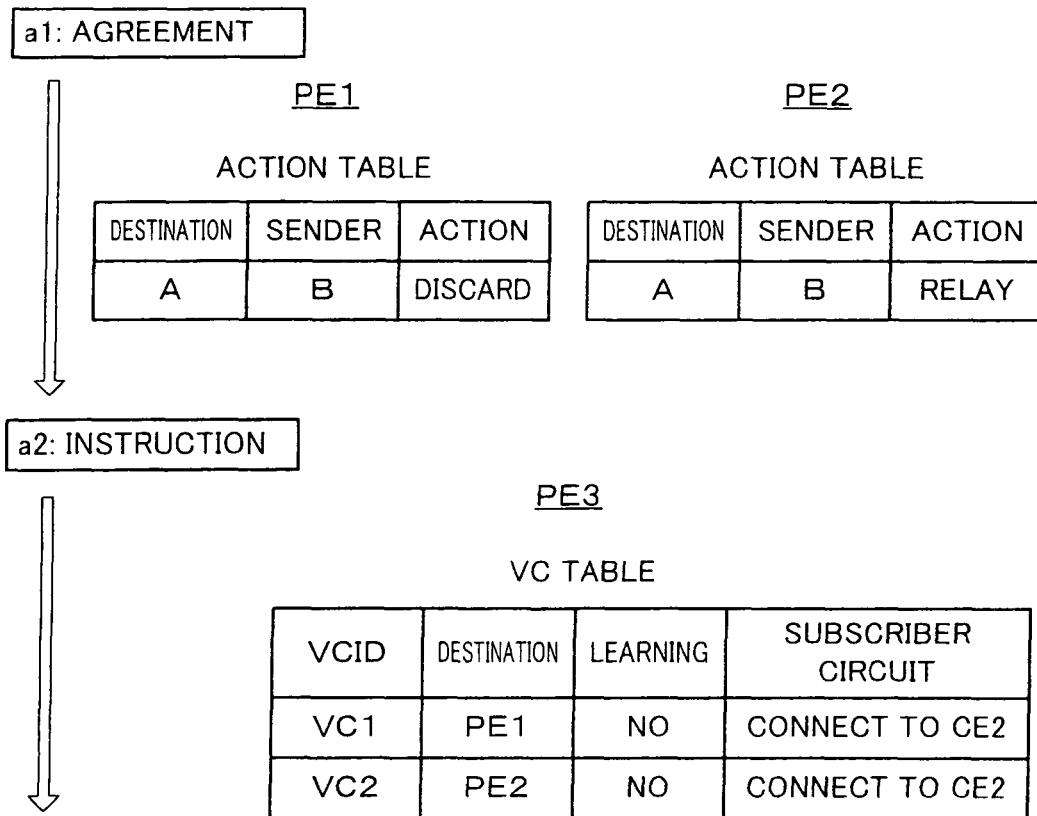 a1: AGREEMENT
PE1
PE2
ACTION TABLE
ACTION TABLE
DESTINATION SENDER ACTION
DESTINATION SENDER ACTION
A B DISCARD
A B RELAY
a2: INSTRUCTION
PE3
VC TABLE
VCID DESTINATION LEARNING SUBSCRIBER CIRCUIT
VC1 PE1 NO CONNECT TO CE2
VC2 PE2 NO CONNECT TO CE2